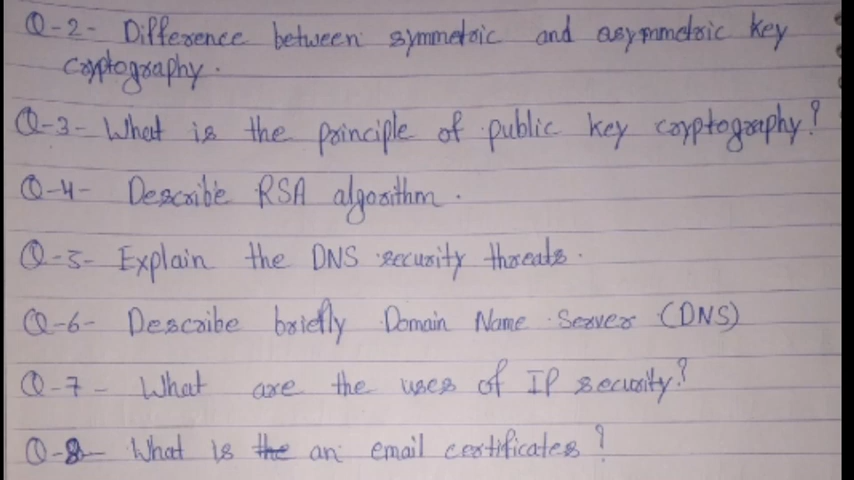 Q-2- Difference between symmetric and asymmetric key
cryptography.
Q-3- What is the principle of public key cryptography?
Q-4- Describe RSA algorithm.
Q-5- Explain the DNS security threats.
Q-6- Describe briefly Domain Name Server (DNS)
Q-7- What are the uses of IP security?
Q-8- What is the an email certificates?